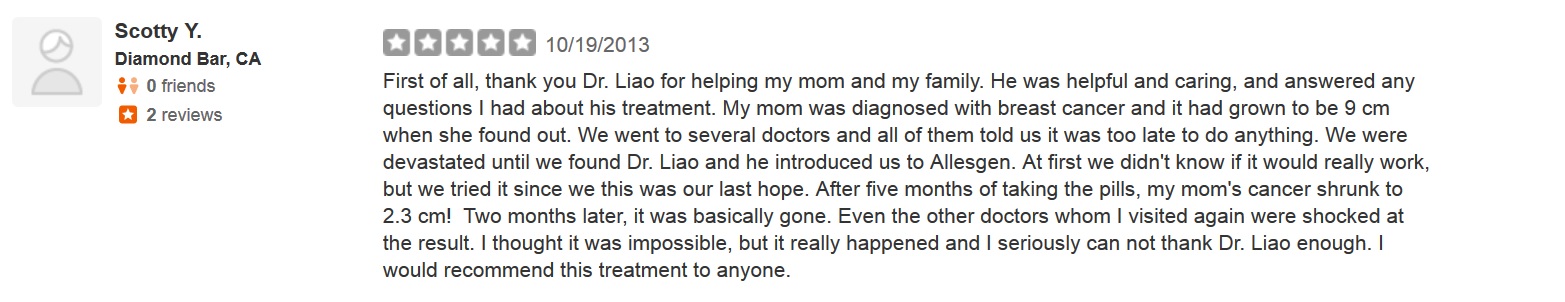 Scotty Y.
Diamond Bar, CA
0 friends
2 reviews
10/19/2013
First of all, thank you Dr. Liao for helping my mom and my family. He was helpful and caring, and answered any
questions I had about his treatment. My mom was diagnosed with breast cancer and it had grown to be 9 cm
when she found out. We went to several doctors and all of them told us it was too late to do anything. We were
devastated until we found Dr. Liao and he introduced us to Allesgen. At first we didn't know if it would really work,
but we tried it since we this was our last hope. After five months of taking the pills, my mom's cancer shrunk to
2.3 cm!  Two months later, it was basically gone. Even the other doctors whom I visited again were shocked at
the result. I thought it was impossible, but it really happened and I seriously can not thank Dr. Liao enough. I
would recommend this treatment to anyone.